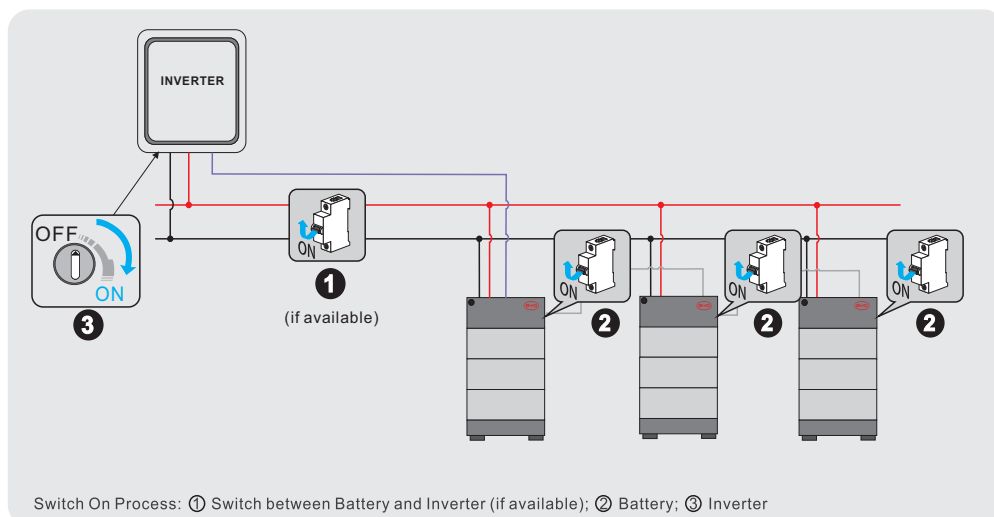 INVERTER
OFF
ON
3
ON
1
(if available)
ON
2
ON
2
ON
2
Switch On Process: ① Switch between Battery and Inverter (if available); ② Battery; ③ Inverter